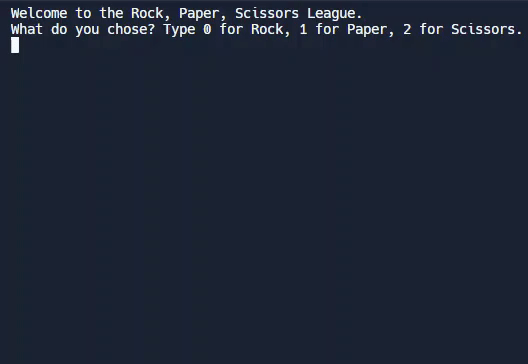 Welcome to the Rock, Paper, Scissors League.
What do you chose? Type 0 for Rock, 1 for Paper, 2 for Scissors.